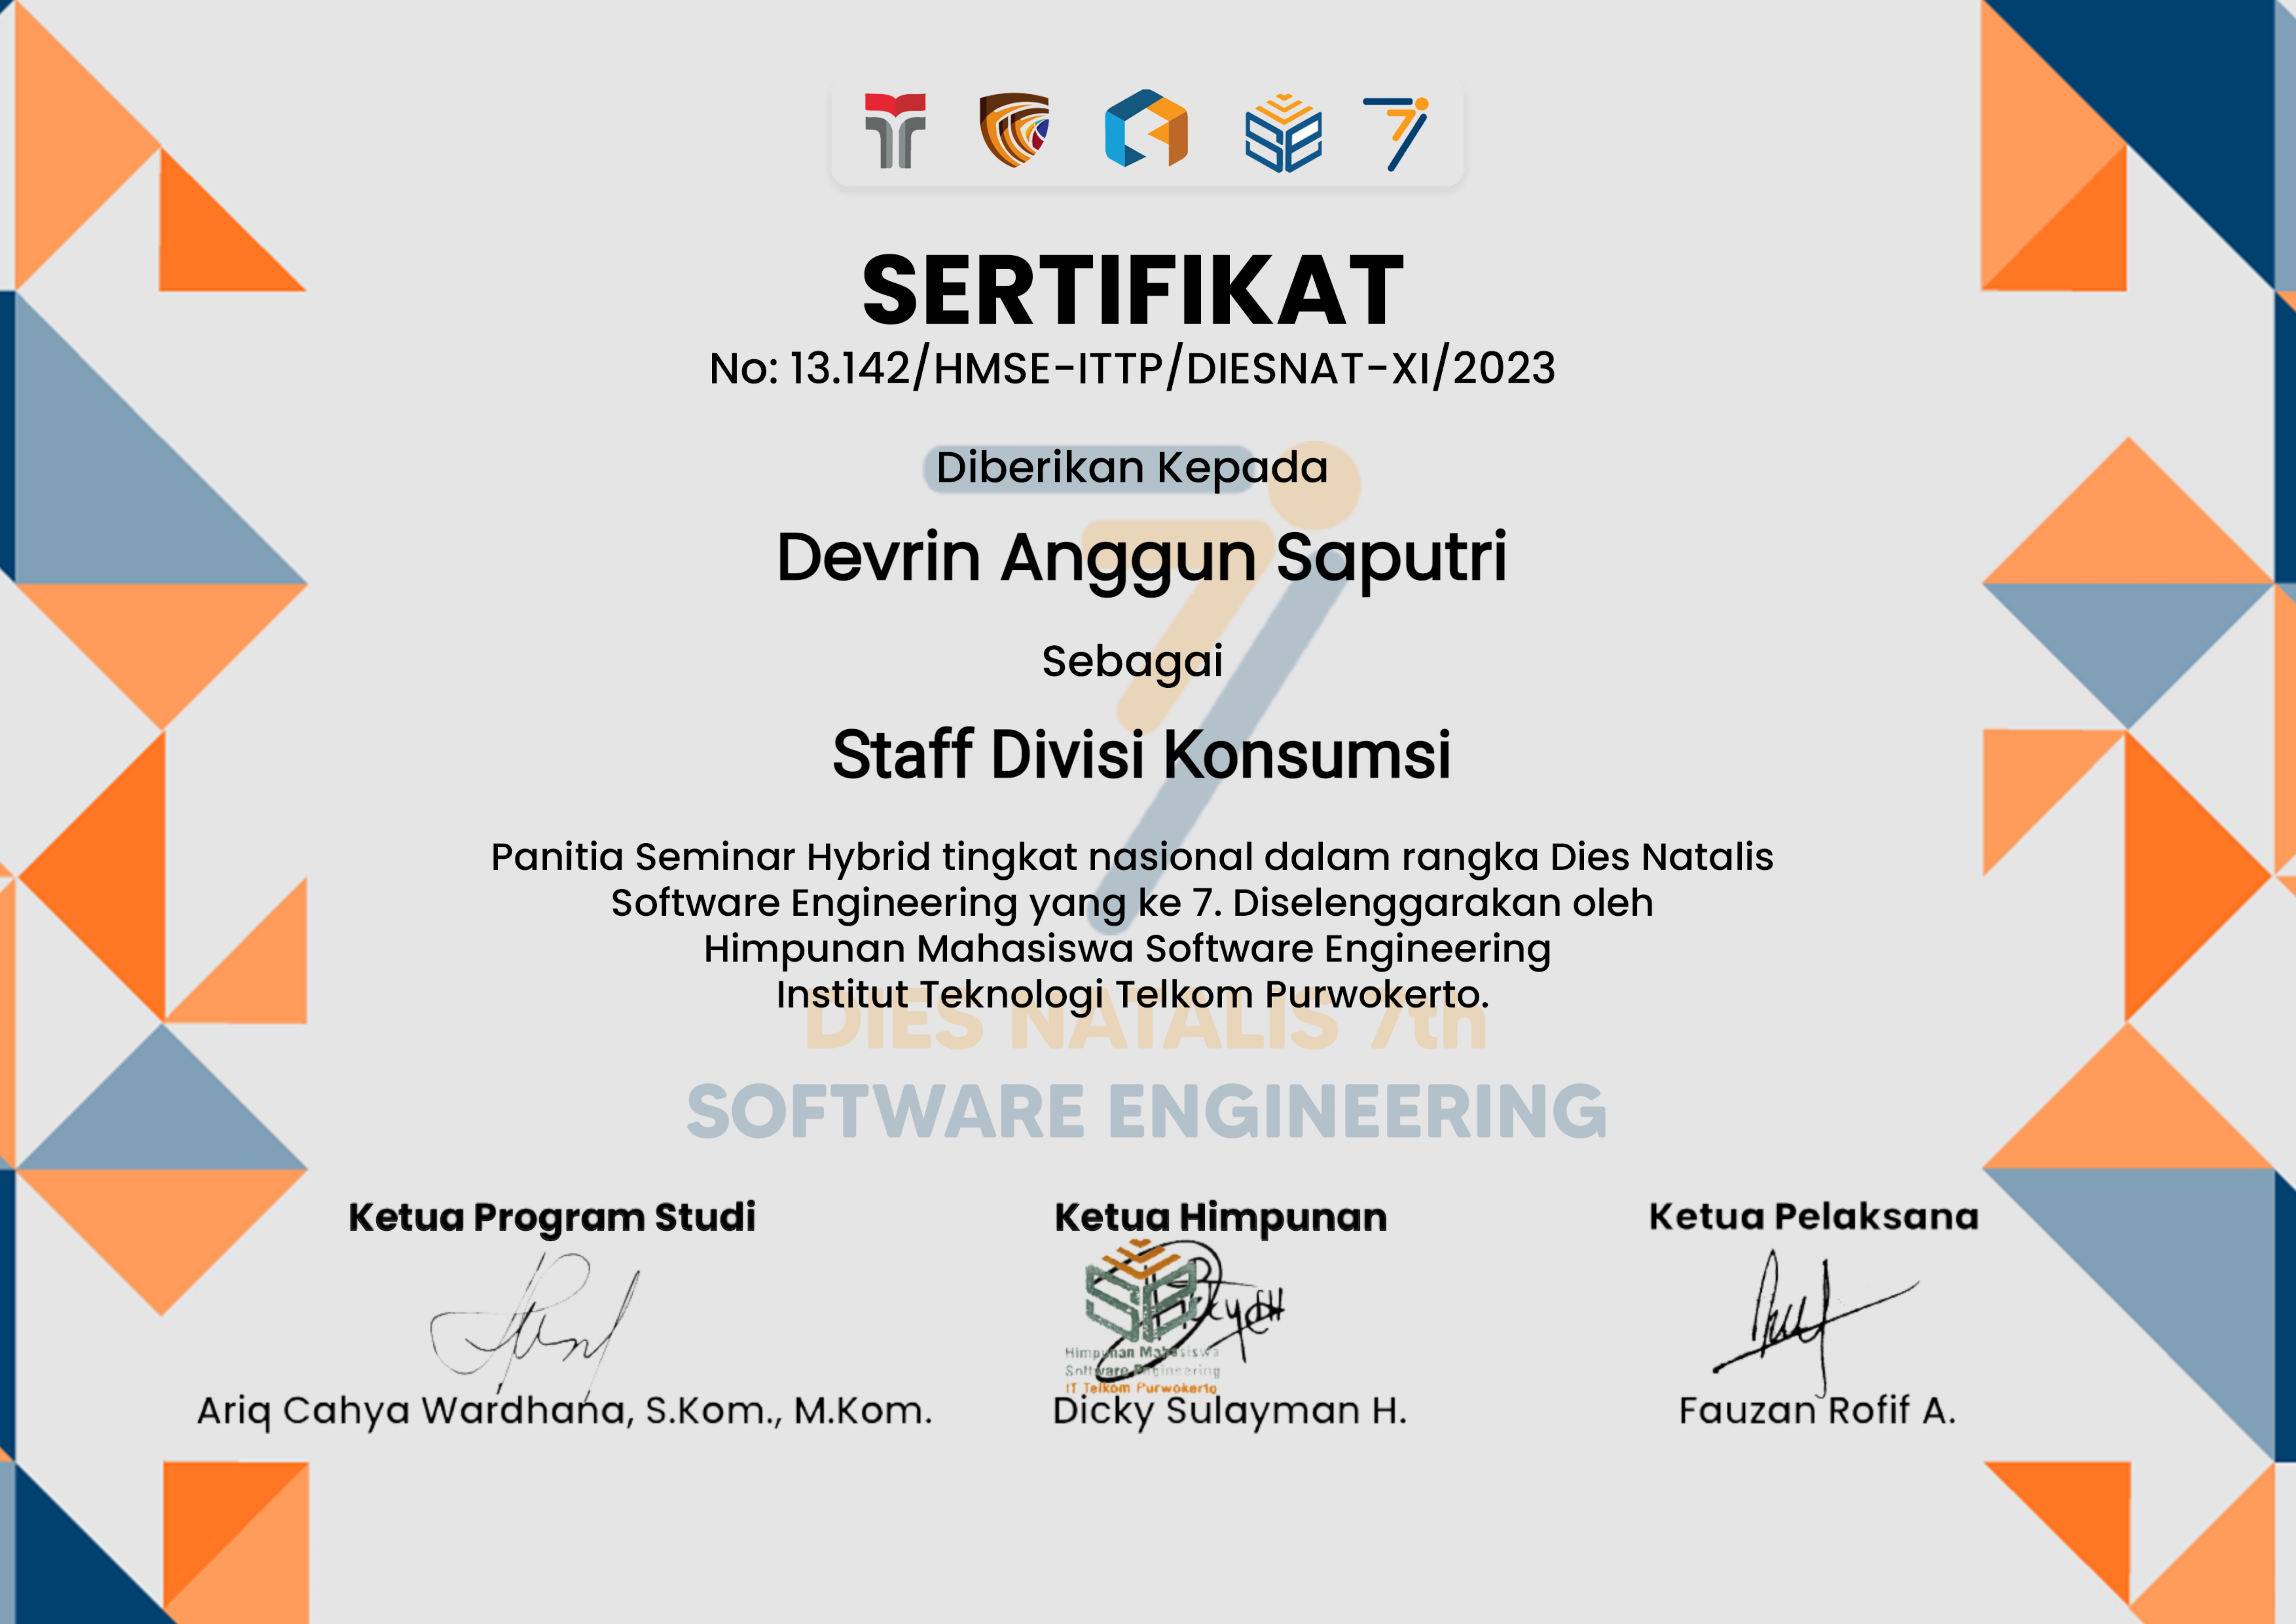 SERTIFIKAT
No: 13.142/HMSE-ITTP/DIESNAT-XI/2023
Diberikan Kepada
Devrin Anggun Saputri
Sebagai
Staff Divisi Konsumsi
Panitia Seminar Hybrid tingkat nasional dalam rangka Dies Natalis
Software Engineering yang ke 7. Diselenggarakan oleh
Himpunan Mahasiswa Software Engineering
Institut Teknologi Telkom Purwokerto.
DIES NATALIS 7th
SOFTWARE ENGINEERING
Ketua Program Studi
Ariq Cahya Wardhana, S.Kom., M.Kom.
Ketua Himpunan
Himpunan Mahasiswa
Software Engineering
IT Telkom Purwokerto
Dicky Sulayman H.
Ketua Pelaksana
Fauzan Rofif A.